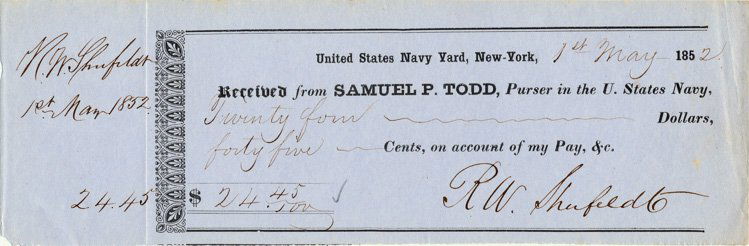 R. W. Shufeldt
1st May 1852.
24.45
United States Navy Yard, New-York, 1st May 1852.
Received from SAMUEL P. TODD, Purser in the U. States Navy,
Twenty four Dollars,
forty five Cents, on account of my Pay, &c.
$ 24.45/100
R W. Shufeldt